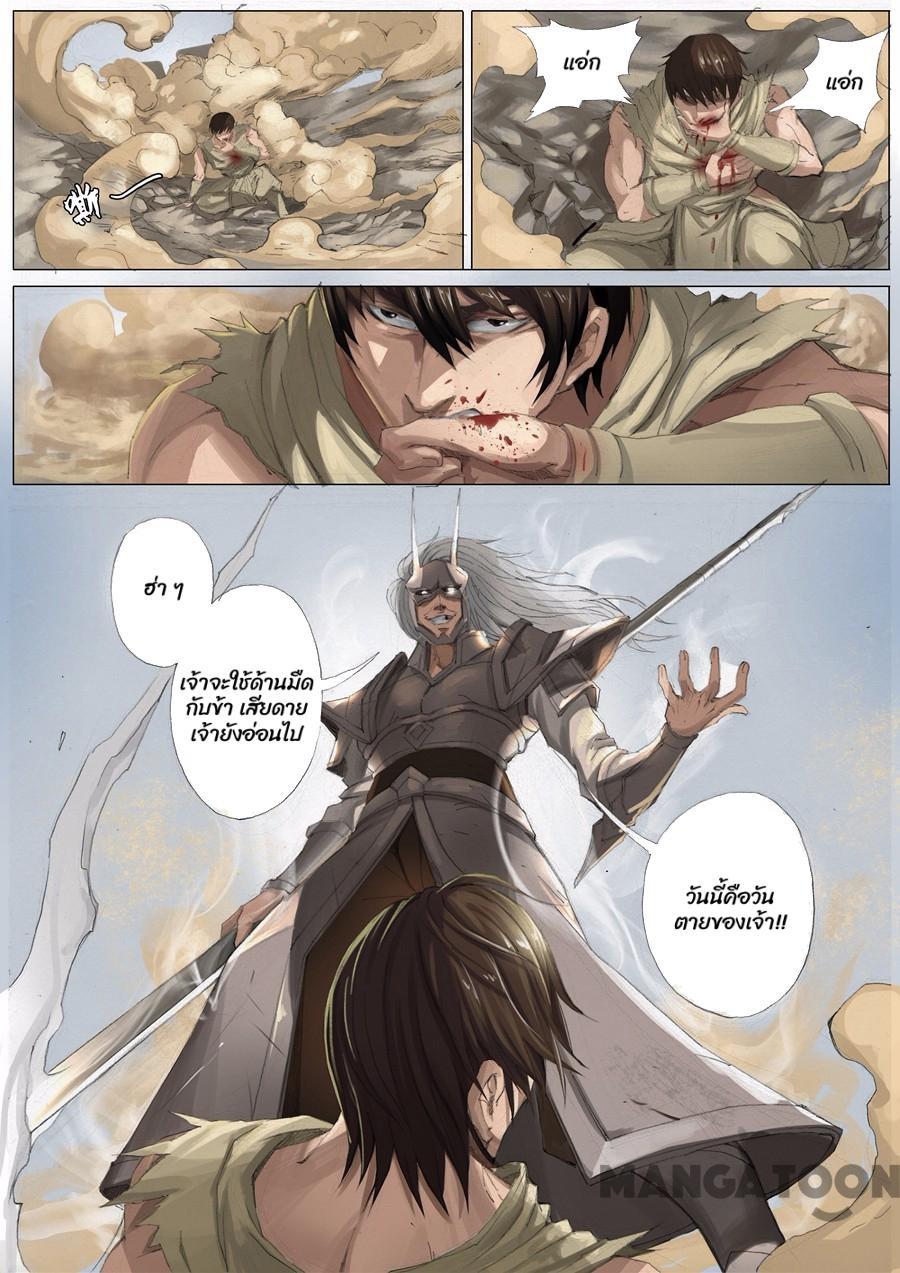 แอ่ก
แอ่ก
ฮ่า ๆ
เจ้าจะใช้ด้านมืด
กับข้า เสียดาย
เจ้ายังอ่อนไป
วันนี้คือวัน
ตายของเจ้า!!
MANGATOON